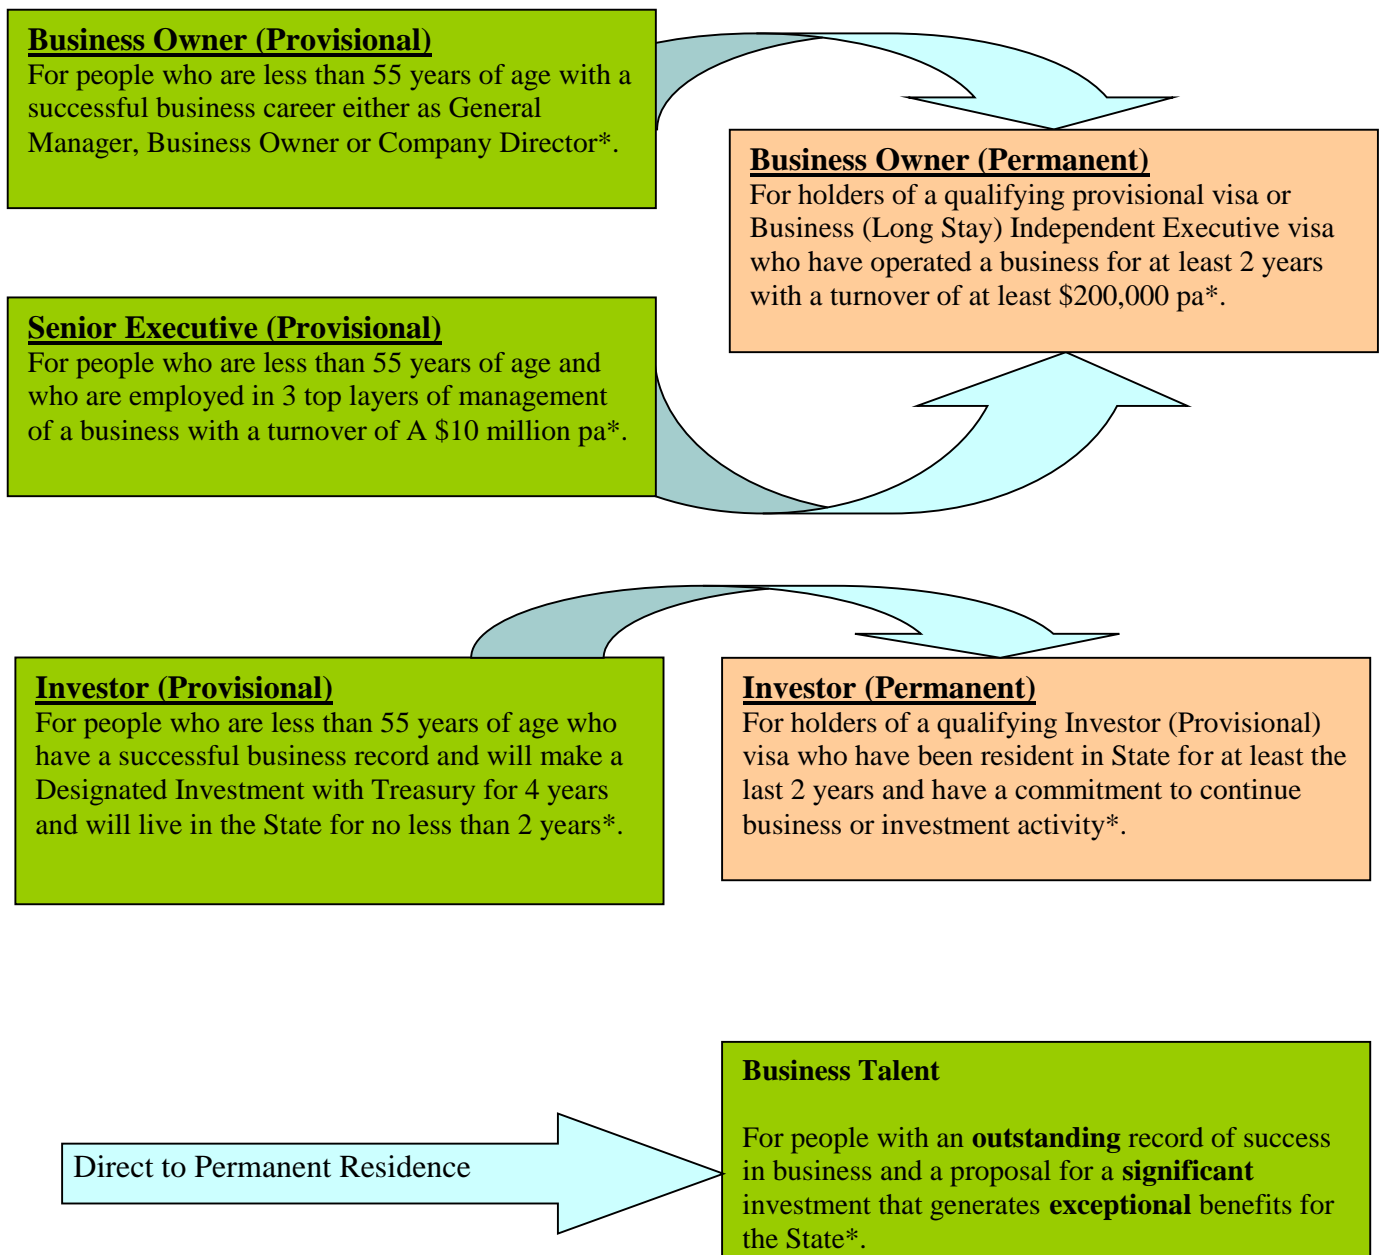 Business Owner (Provisional)
For people who are less than 55 years of age with a
successful business career either as General
Manager, Business Owner or Company Director*.
Business Owner (Permanent)
For holders of a qualifying provisional visa or
Business (Long Stay) Independent Executive visa
who have operated a business for at least 2 years
with a turnover of at least $200,000 pa*.
Senior Executive (Provisional)
For people who are less than 55 years of age and
who are employed in 3 top layers of management
of a business with a turnover of A $10 million pa*.
Investor (Provisional)
For people who are less than 55 years of age who
have a successful business record and will make a
Designated Investment with Treasury for 4 years
and will live in the State for no less than 2 years*.
Investor (Permanent)
For holders of a qualifying Investor (Provisional)
visa who have been resident in State for at least the
last 2 years and have a commitment to continue
business or investment activity*.
Direct to Permanent Residence
Business Talent
For people with an outstanding record of success
in business and a proposal for a significant
investment that generates exceptional benefits for
the State*.